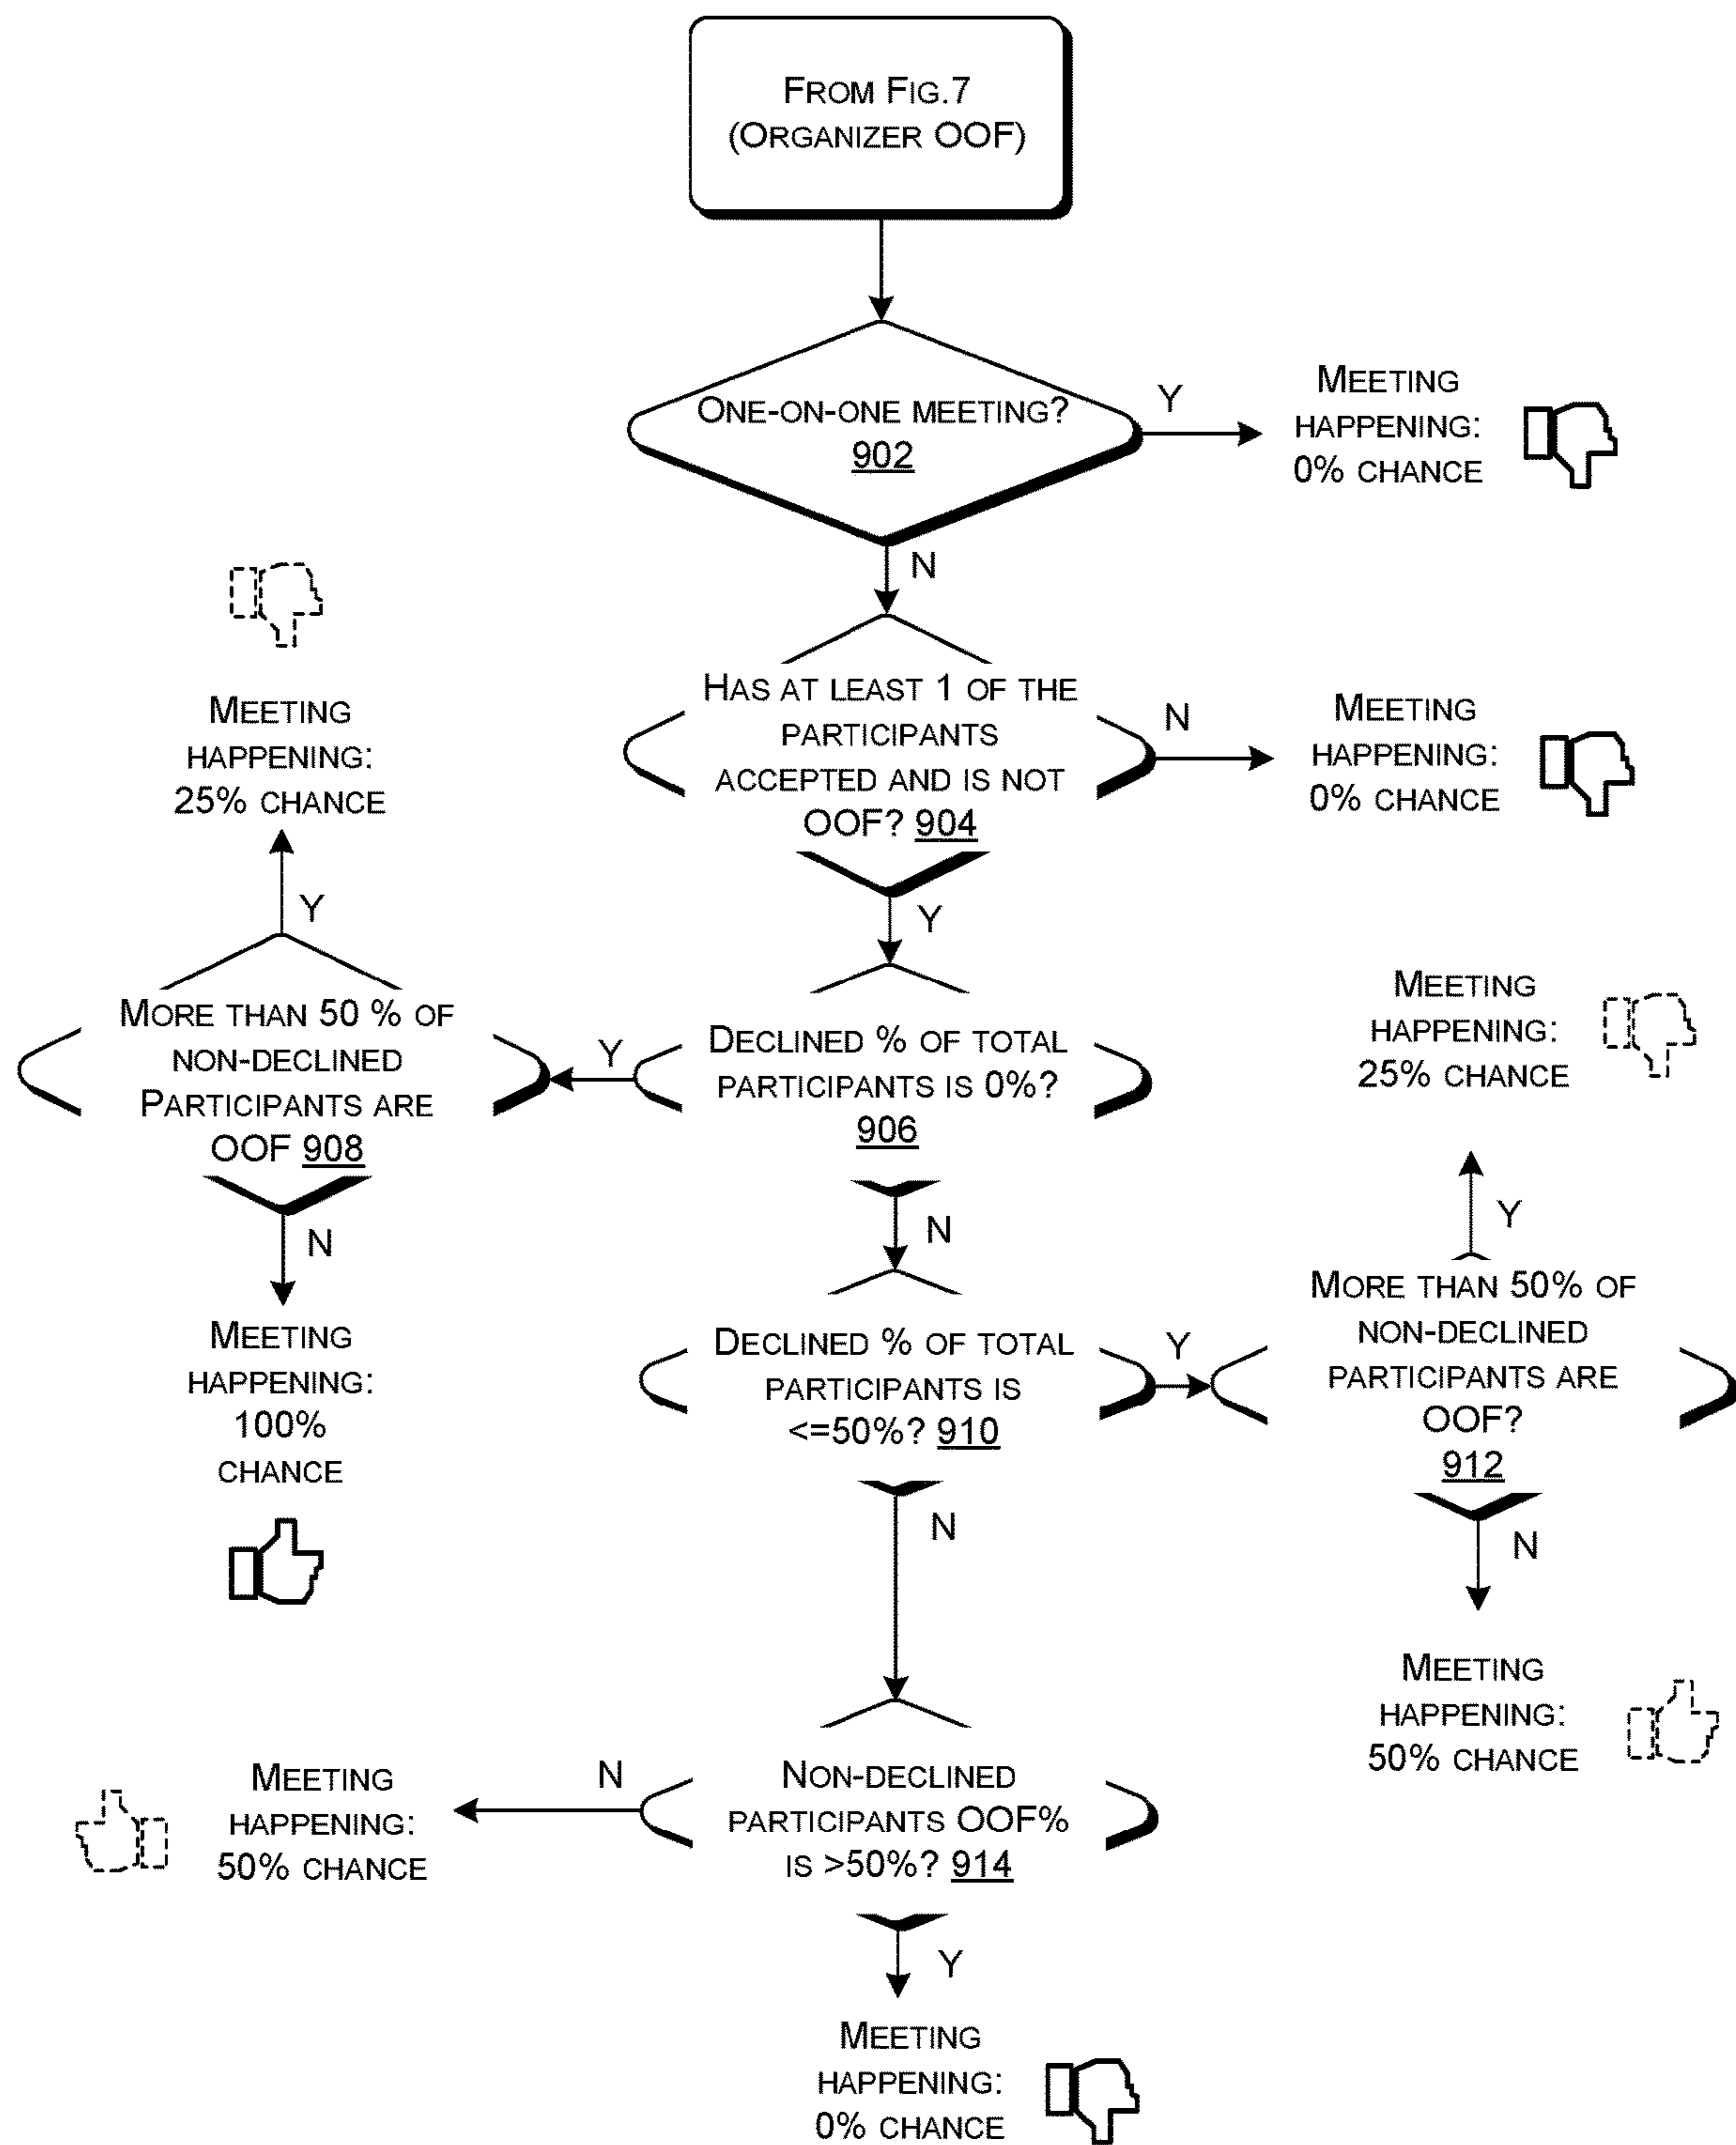 FROM FIG.7
(ORGANIZER OOF)
ONE-ON-ONE MEETING?
902
Y
MEETING
HAPPENING:
0% CHANCE
N
HAS AT LEAST 1 OF THE
PARTICIPANTS
ACCEPTED AND IS NOT
OOF? 904
N
MEETING
HAPPENING:
0% CHANCE
Y
MEETING
HAPPENING:
25% CHANCE
Y
MORE THAN 50 % OF
NON-DECLINED
PARTICIPANTS ARE
OOF 908
Y
DECLINED % OF TOTAL
PARTICIPANTS IS 0%?
906
N
N
MEETING
HAPPENING:
100%
CHANCE
MEETING
HAPPENING:
25% CHANCE
Y
DECLINED % OF TOTAL
PARTICIPANTS IS
<=50%? 910
Y
MORE THAN 50% OF
NON-DECLINED
PARTICIPANTS ARE
OOF?
912
N
N
MEETING
HAPPENING:
50% CHANCE
MEETING
HAPPENING:
50% CHANCE
N
NON-DECLINED
PARTICIPANTS OOF%
IS >50%? 914
Y
MEETING
HAPPENING:
0% CHANCE